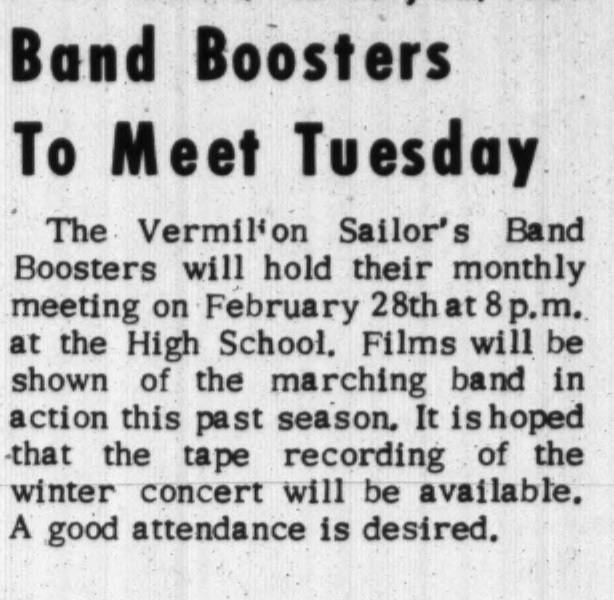 Band Boosters
To Meet Tuesday
The Vermilion Sailor's Band
Boosters will hold their monthly
meeting on February 28th at 8 p.m.
at the High School. Films will be
shown of the marching band in
action this past season. It is hoped
that the tape recording of the
winter concert will be available.
A good attendance is desired.